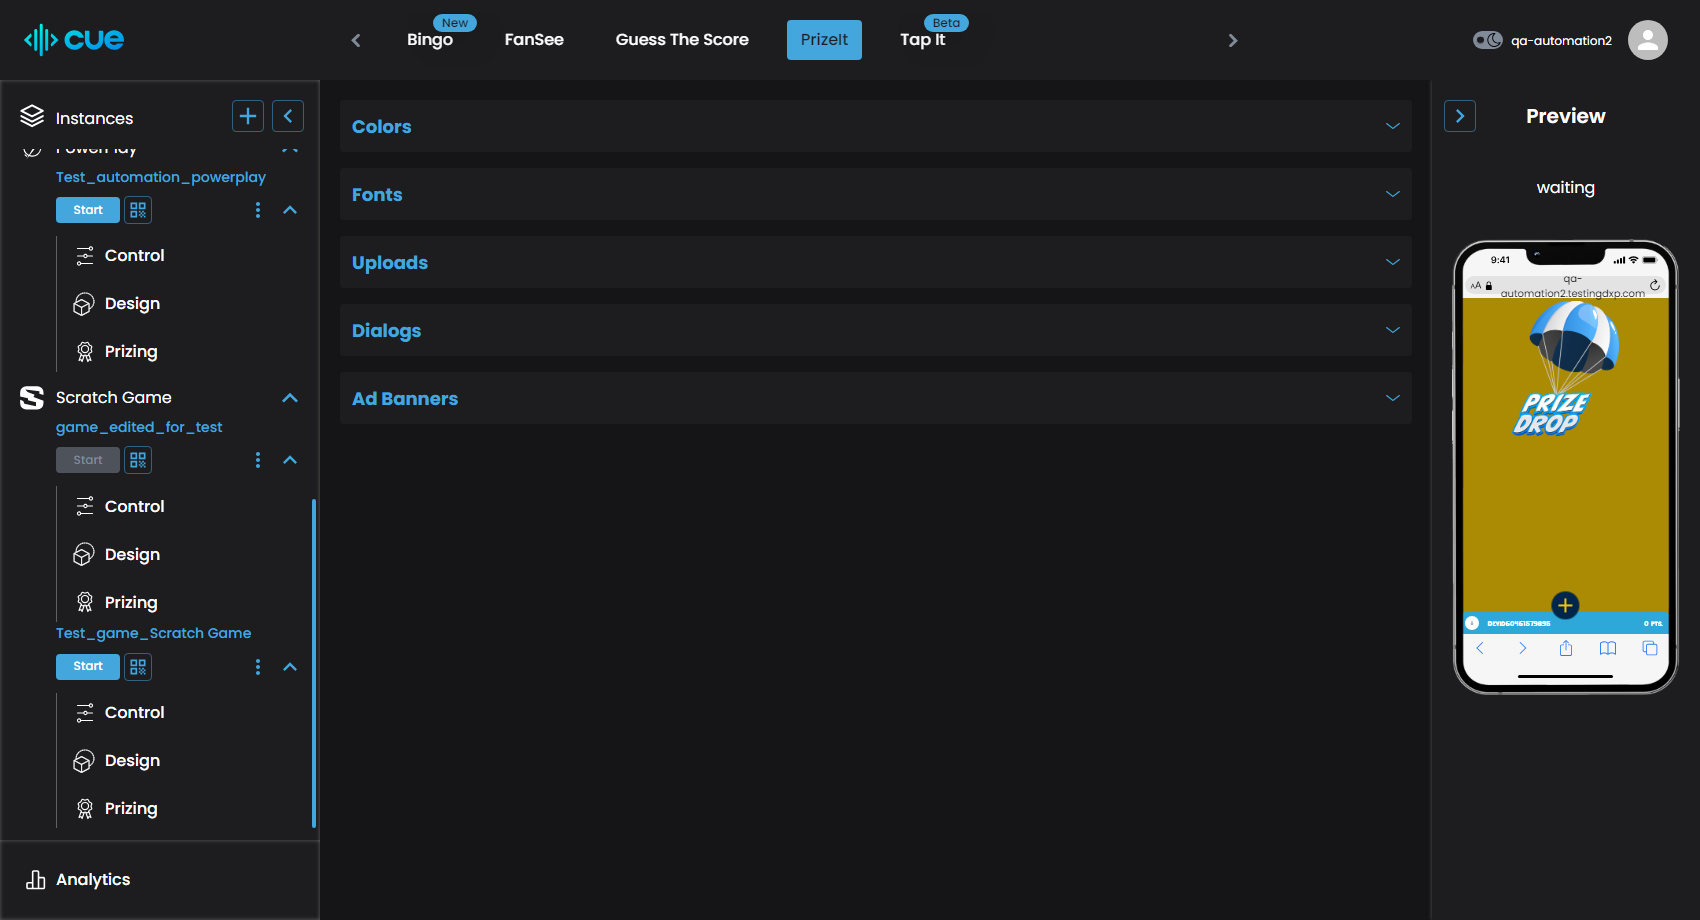 cue
Bingo
New
FanSee
Guess The Score
PrizeIt
Tap It
Beta
qa-automation2
Instances
PowerPlay
Test_automation_powerplay
Start
Control
Design
Prizing
Scratch Game
game_edited_for_test
Start
Control
Design
Prizing
Test_game_Scratch Game
Start
Control
Design
Prizing
Analytics
Colors
Fonts
Uploads
Dialogs
Ad Banners
Preview
waiting
9:41
AA
qa-
automation2.testingdxp.com
PRIZE
DROP
0 PTS.